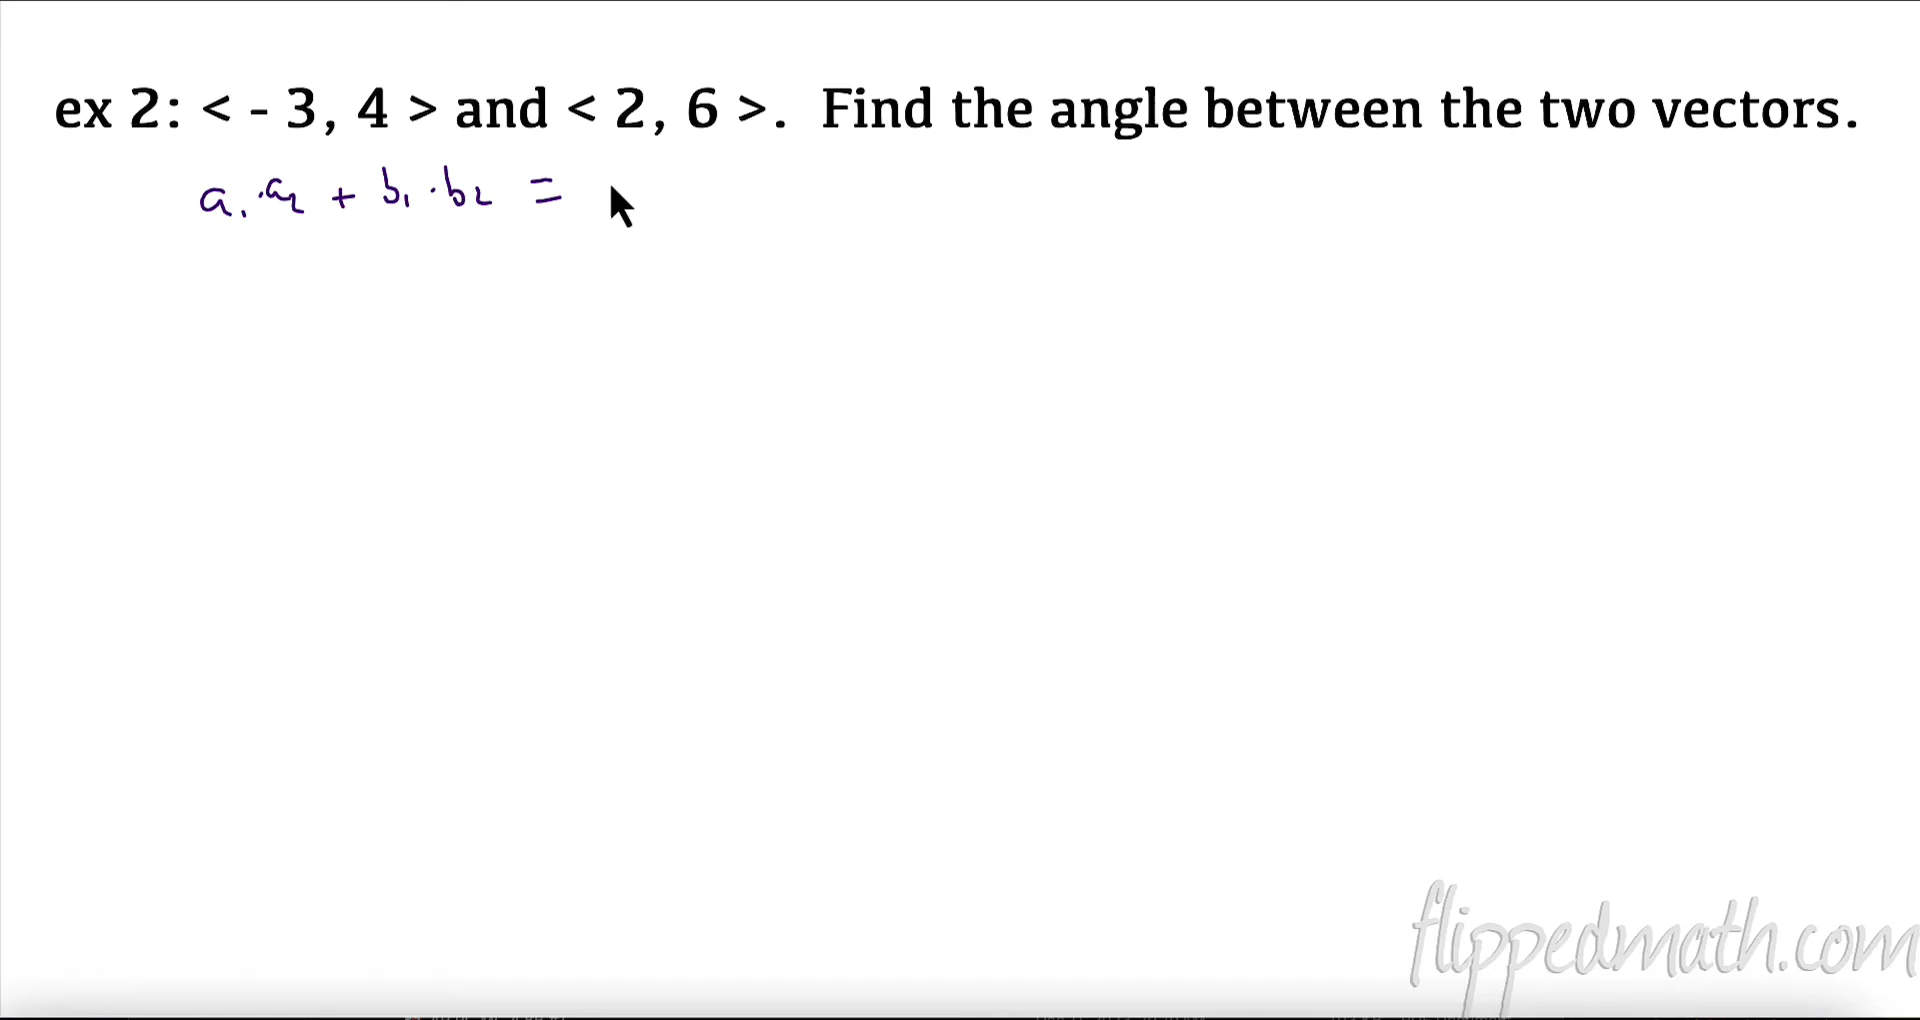 ex 2: < - 3, 4 > and < 2, 6 >.  Find the angle between the two vectors.
a₁ · a₂ + b₁ · b₂ =
flippedmath.com